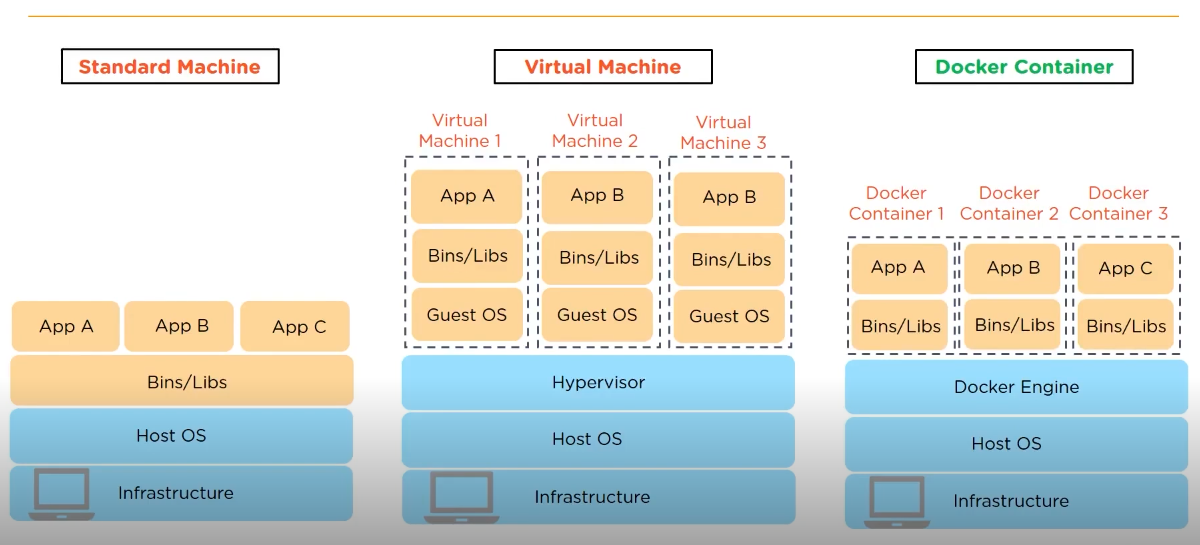 Standard Machine
App A
App B
App C
Bins/Libs
Host OS
Infrastructure
Virtual Machine
Virtual
Machine 1
Virtual
Machine 2
Virtual
Machine 3
App A
App B
App B
Bins/Libs
Bins/Libs
Bins/Libs
Guest OS
Guest OS
Guest OS
Hypervisor
Host OS
Infrastructure
Docker Container
Docker
Container 1
Docker
Container 2
Docker
Container 3
App A
App B
App C
Bins/Libs
Bins/Libs
Bins/Libs
Docker Engine
Host OS
Infrastructure